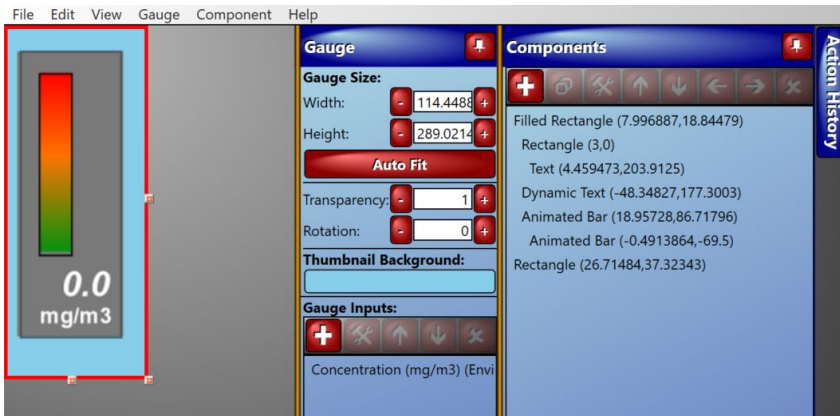 File Edit View Gauge Component Help
0.0
mg/m3
Gauge
Gauge Size:
Width: - 114.4488 +
Height: - 289.0214 +
Auto Fit
Transparency: - 1 +
Rotation: - 0 +
Thumbnail Background:
Gauge Inputs:
Concentration (mg/m3) (Envi
Components
Filled Rectangle (7.996887,18.84479)
Rectangle (3,0)
Text (4.459473,203.9125)
Dynamic Text (-48.34827,177.3003)
Animated Bar (18.95728,86.71796)
Animated Bar (-0.4913864,-69.5)
Rectangle (26.71484,37.32343)
Action History